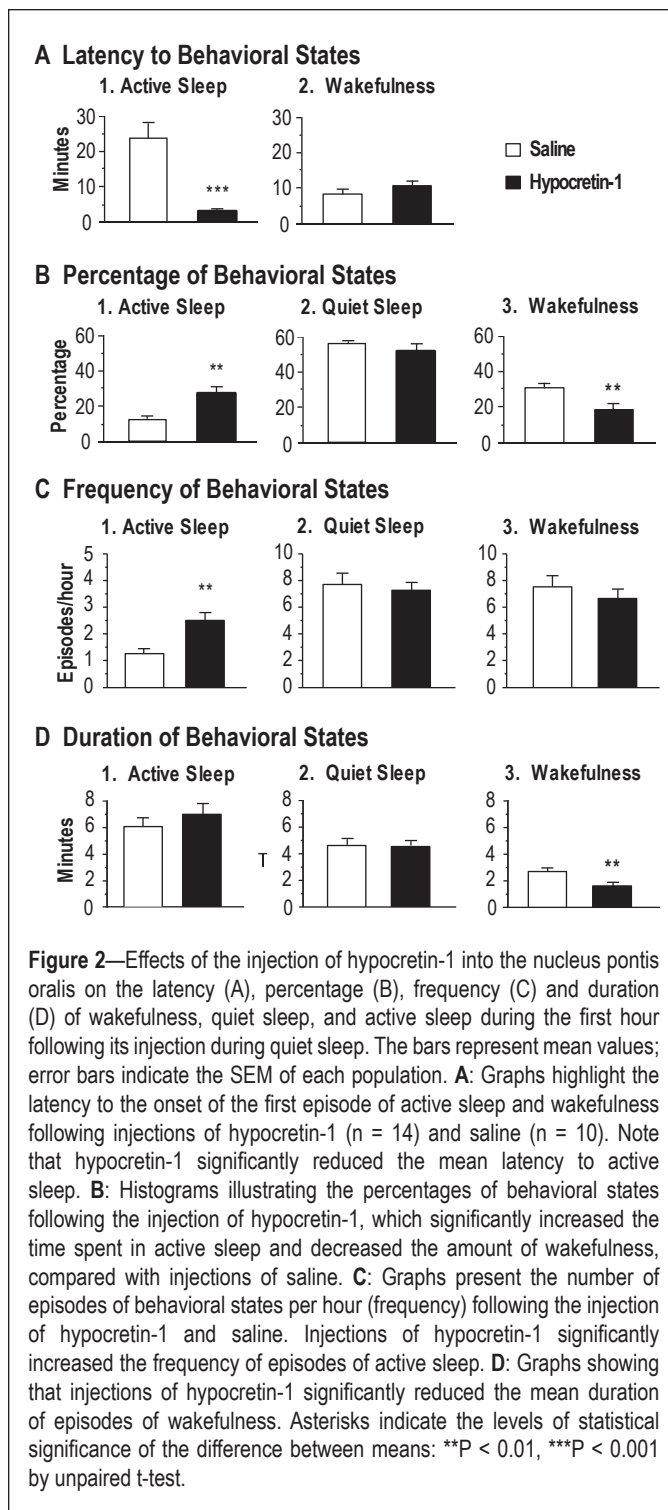 A Latency to Behavioral States
1. Active Sleep
2. Wakefulness
Minutes
30
20
10
0
***
30
20
10
0
Saline
Hypocretin-1
B Percentage of Behavioral States
1. Active Sleep
2. Quiet Sleep
3. Wakefulness
Percentage
60
40
20
0
**
60
40
20
0
60
40
20
0
**
C Frequency of Behavioral States
1. Active Sleep
2. Quiet Sleep
3. Wakefulness
Episodes/hour
5
4
3
2
1
0
**
10
8
6
4
2
0
10
8
6
4
2
0
D Duration of Behavioral States
1. Active Sleep
2. Quiet Sleep
3. Wakefulness
Minutes
8
6
4
2
0
T
8
6
4
2
0
8
6
4
2
0
**
Figure 2—Effects of the injection of hypocretin-1 into the nucleus pontis
oralis on the latency (A), percentage (B), frequency (C) and duration
(D) of wakefulness, quiet sleep, and active sleep during the first hour
following its injection during quiet sleep. The bars represent mean values;
error bars indicate the SEM of each population. A: Graphs highlight the
latency to the onset of the first episode of active sleep and wakefulness
following injections of hypocretin-1 (n = 14) and saline (n = 10). Note
that hypocretin-1 significantly reduced the mean latency to active
sleep. B: Histograms illustrating the percentages of behavioral states
following the injection of hypocretin-1, which significantly increased the
time spent in active sleep and decreased the amount of wakefulness,
compared with injections of saline. C: Graphs present the number of
episodes of behavioral states per hour (frequency) following the injection
of hypocretin-1 and saline. Injections of hypocretin-1 significantly
increased the frequency of episodes of active sleep. D: Graphs showing
that injections of hypocretin-1 significantly reduced the mean duration
of episodes of wakefulness. Asterisks indicate the levels of statistical
significance of the difference between means: **P < 0.01, ***P < 0.001
by unpaired t-test.